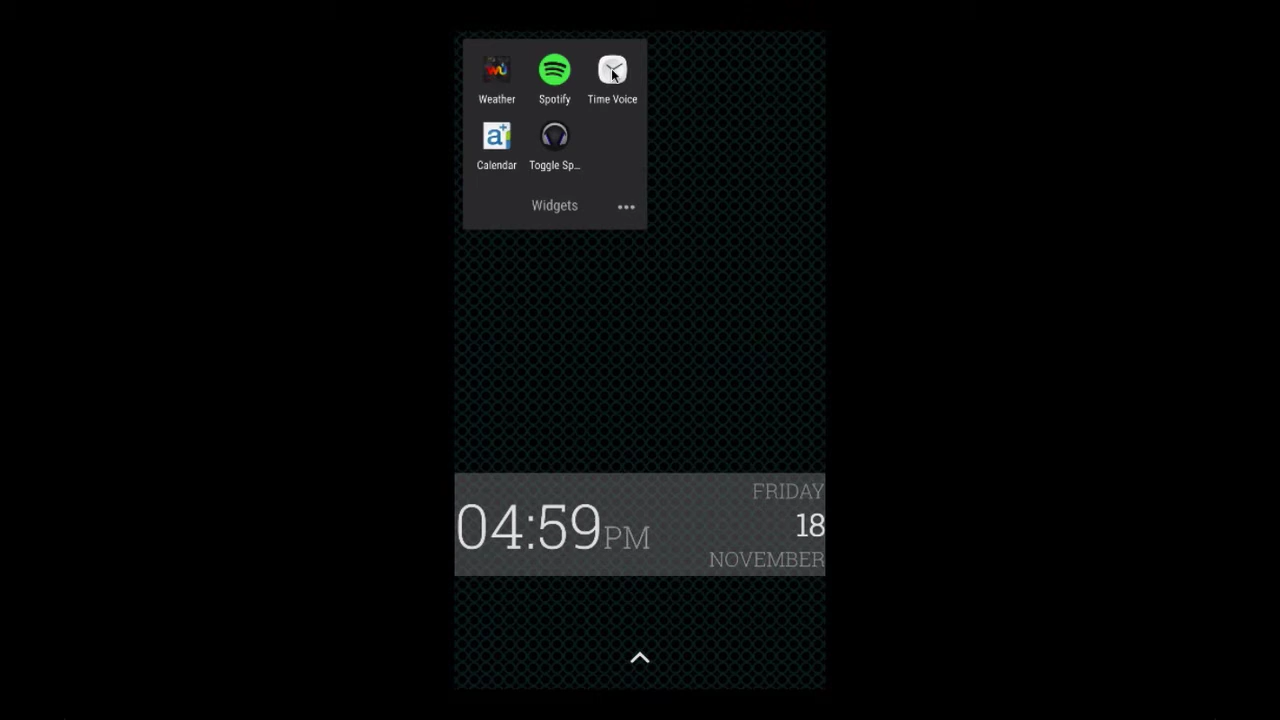 Weather Spotify Time Voice
Calendar Toggle Sp...
Widgets
FRIDAY
04:59PM 18
NOVEMBER